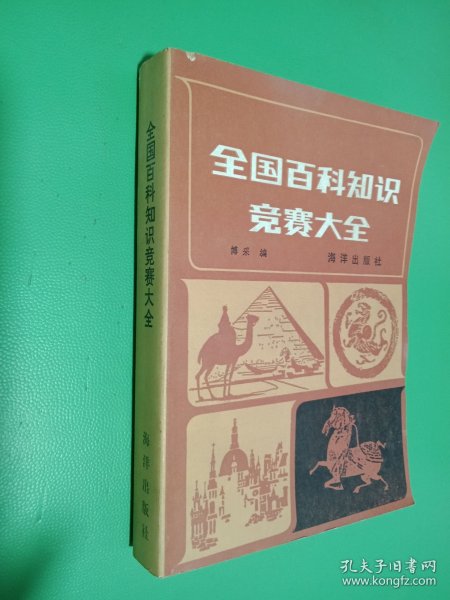 全国百科知识
竞赛大全
博采 编
海洋出版社
全国百科知识竞赛大全
海洋出版社
孔夫子旧书网
www.kongfz.com